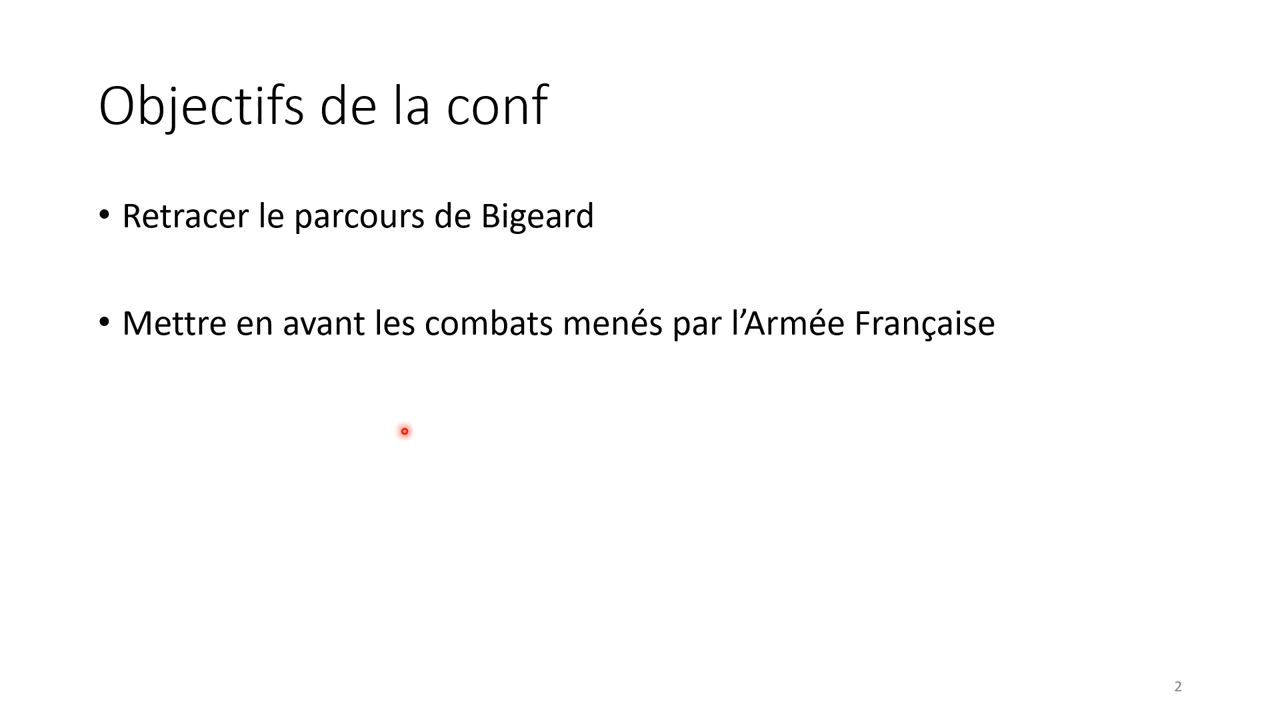 Objectifs de la conf
• Retracer le parcours de Bigeard
• Mettre en avant les combats menés par l’Armée Française
2